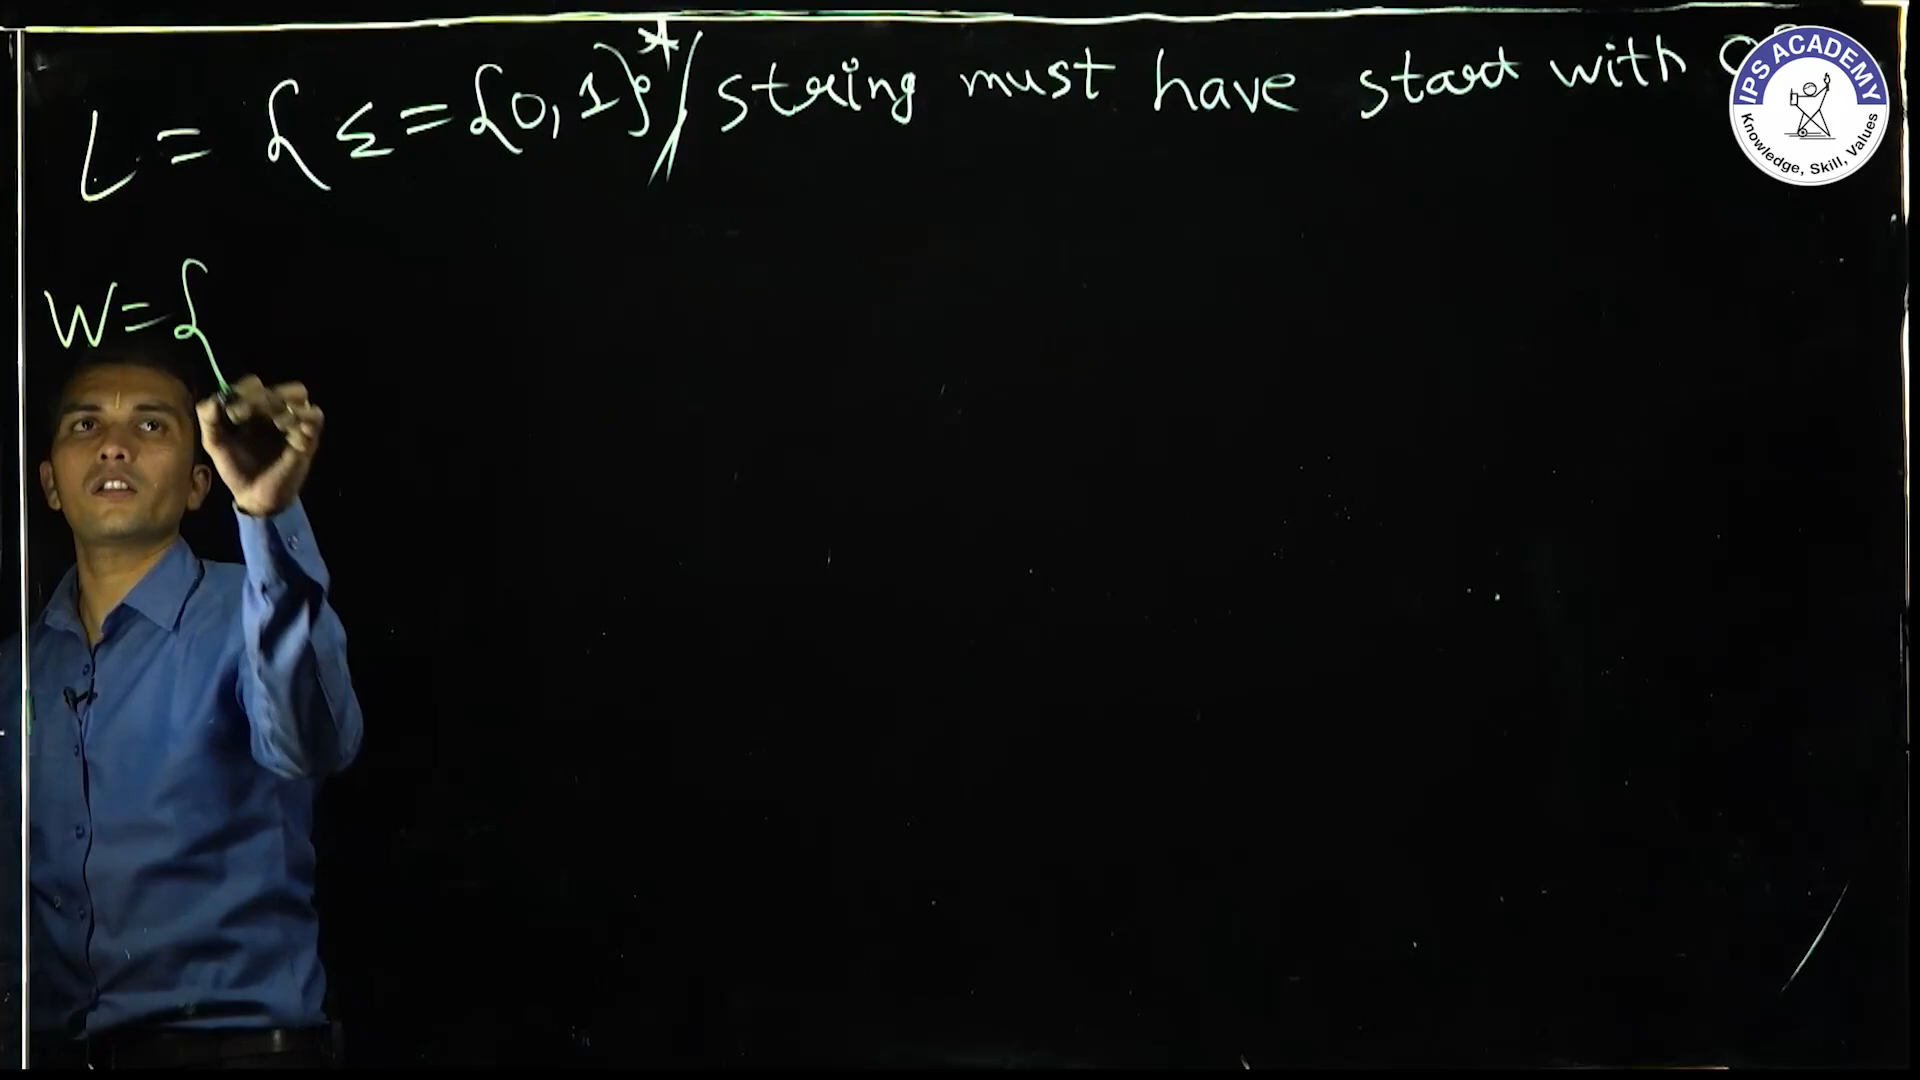 L = { Σ = {0,1}* / string must have start with
W = {
IPS ACADEMY
Knowledge, Skill, Values